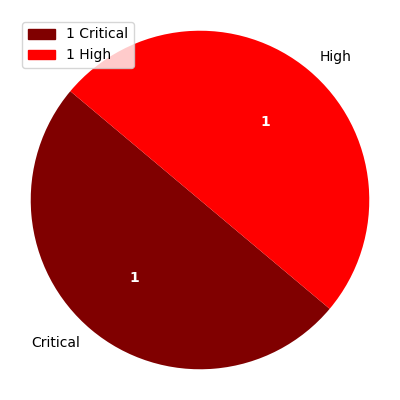 1 Critical
1 High
High
1
1
Critical